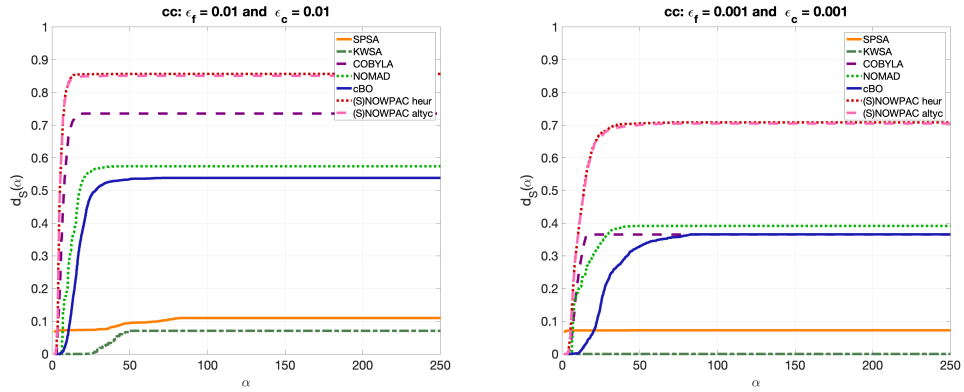 cc: ϵf = 0.01 and ϵc = 0.01
1
0.9
0.8
0.7
0.6
0.5
0.4
0.3
0.2
0.1
0
dS(α)
SPSA
KWSA
COBYLA
NOMAD
cBO
(S)NOWPAC heur
(S)NOWPAC altyc
0 50 100 150 200 250
α
cc: ϵf = 0.001 and ϵc = 0.001
1
0.9
0.8
0.7
0.6
0.5
0.4
0.3
0.2
0.1
0
dS(α)
SPSA
KWSA
COBYLA
NOMAD
cBO
(S)NOWPAC heur
(S)NOWPAC altyc
0 50 100 150 200 250
α